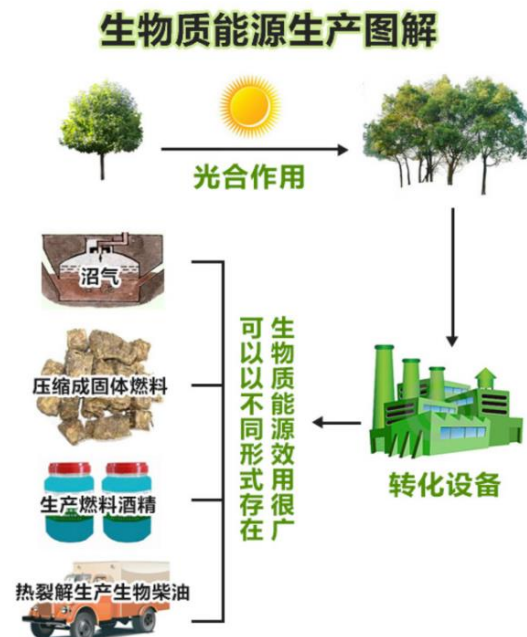 生物质能源生产图解
光合作用
沼气
压缩成固体燃料
生产燃料酒精
热裂解生产生物柴油
生物质能源效用很广
可以以不同形式存在
转化设备